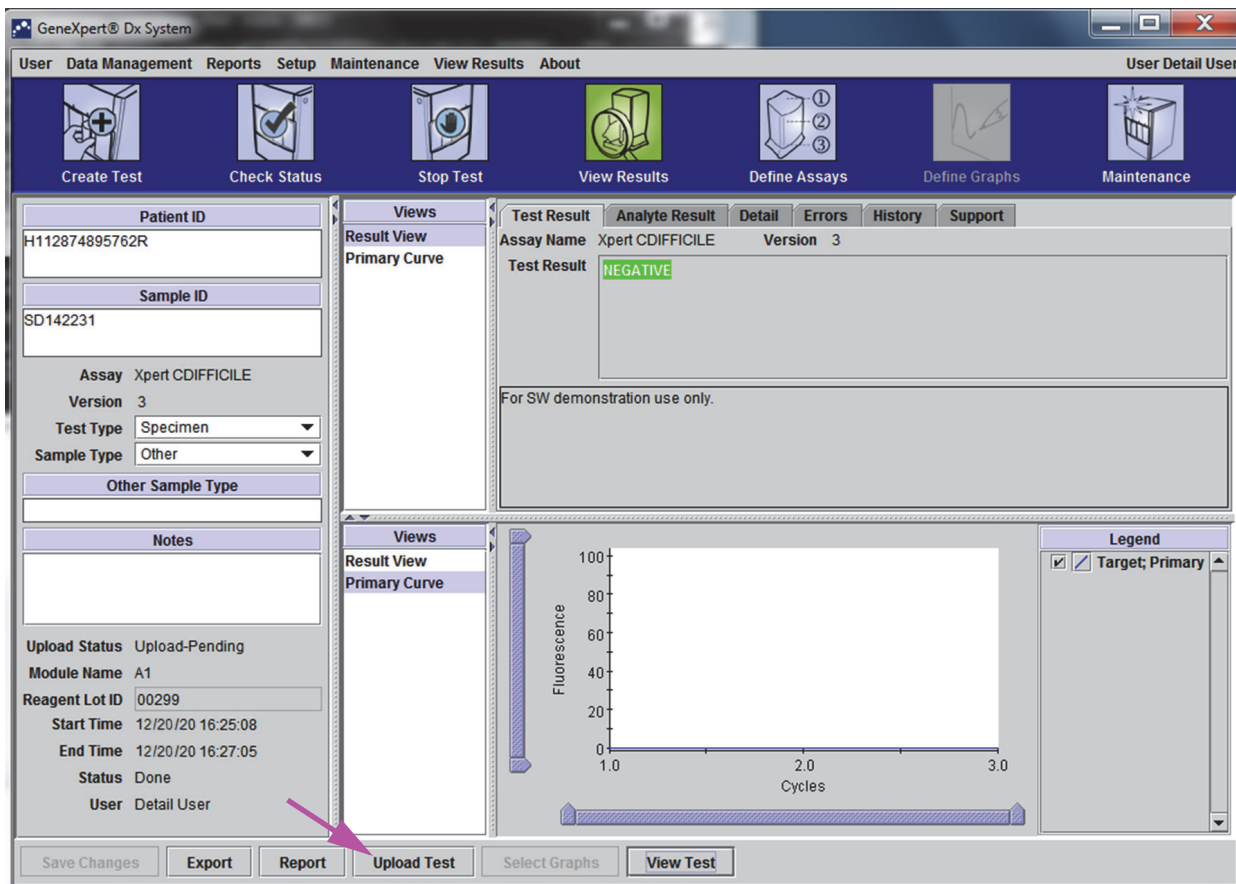 GeneXpert® Dx System
User Data Management Reports Setup Maintenance View Results About User Detail User
Create Test Check Status Stop Test View Results Define Assays Define Graphs Maintenance
Patient ID
H112874895762R
Sample ID
SD142231
Assay Xpert CDIFFICILE
Version 3
Test Type Specimen
Sample Type Other
Other Sample Type
Notes
Upload Status Upload-Pending
Module Name A1
Reagent Lot ID 00299
Start Time 12/20/20 16:25:08
End Time 12/20/20 16:27:05
Status Done
User Detail User
Views
Result View
Primary Curve
Test Result Analyte Result Detail Errors History Support
Assay Name Xpert CDIFFICILE Version 3
Test Result NEGATIVE
For SW demonstration use only.
Views
Result View
Primary Curve
100
80
60
40
20
0
Fluorescence
1.0 2.0 3.0
Cycles
Legend
Target; Primary
Save Changes Export Report Upload Test Select Graphs View Test